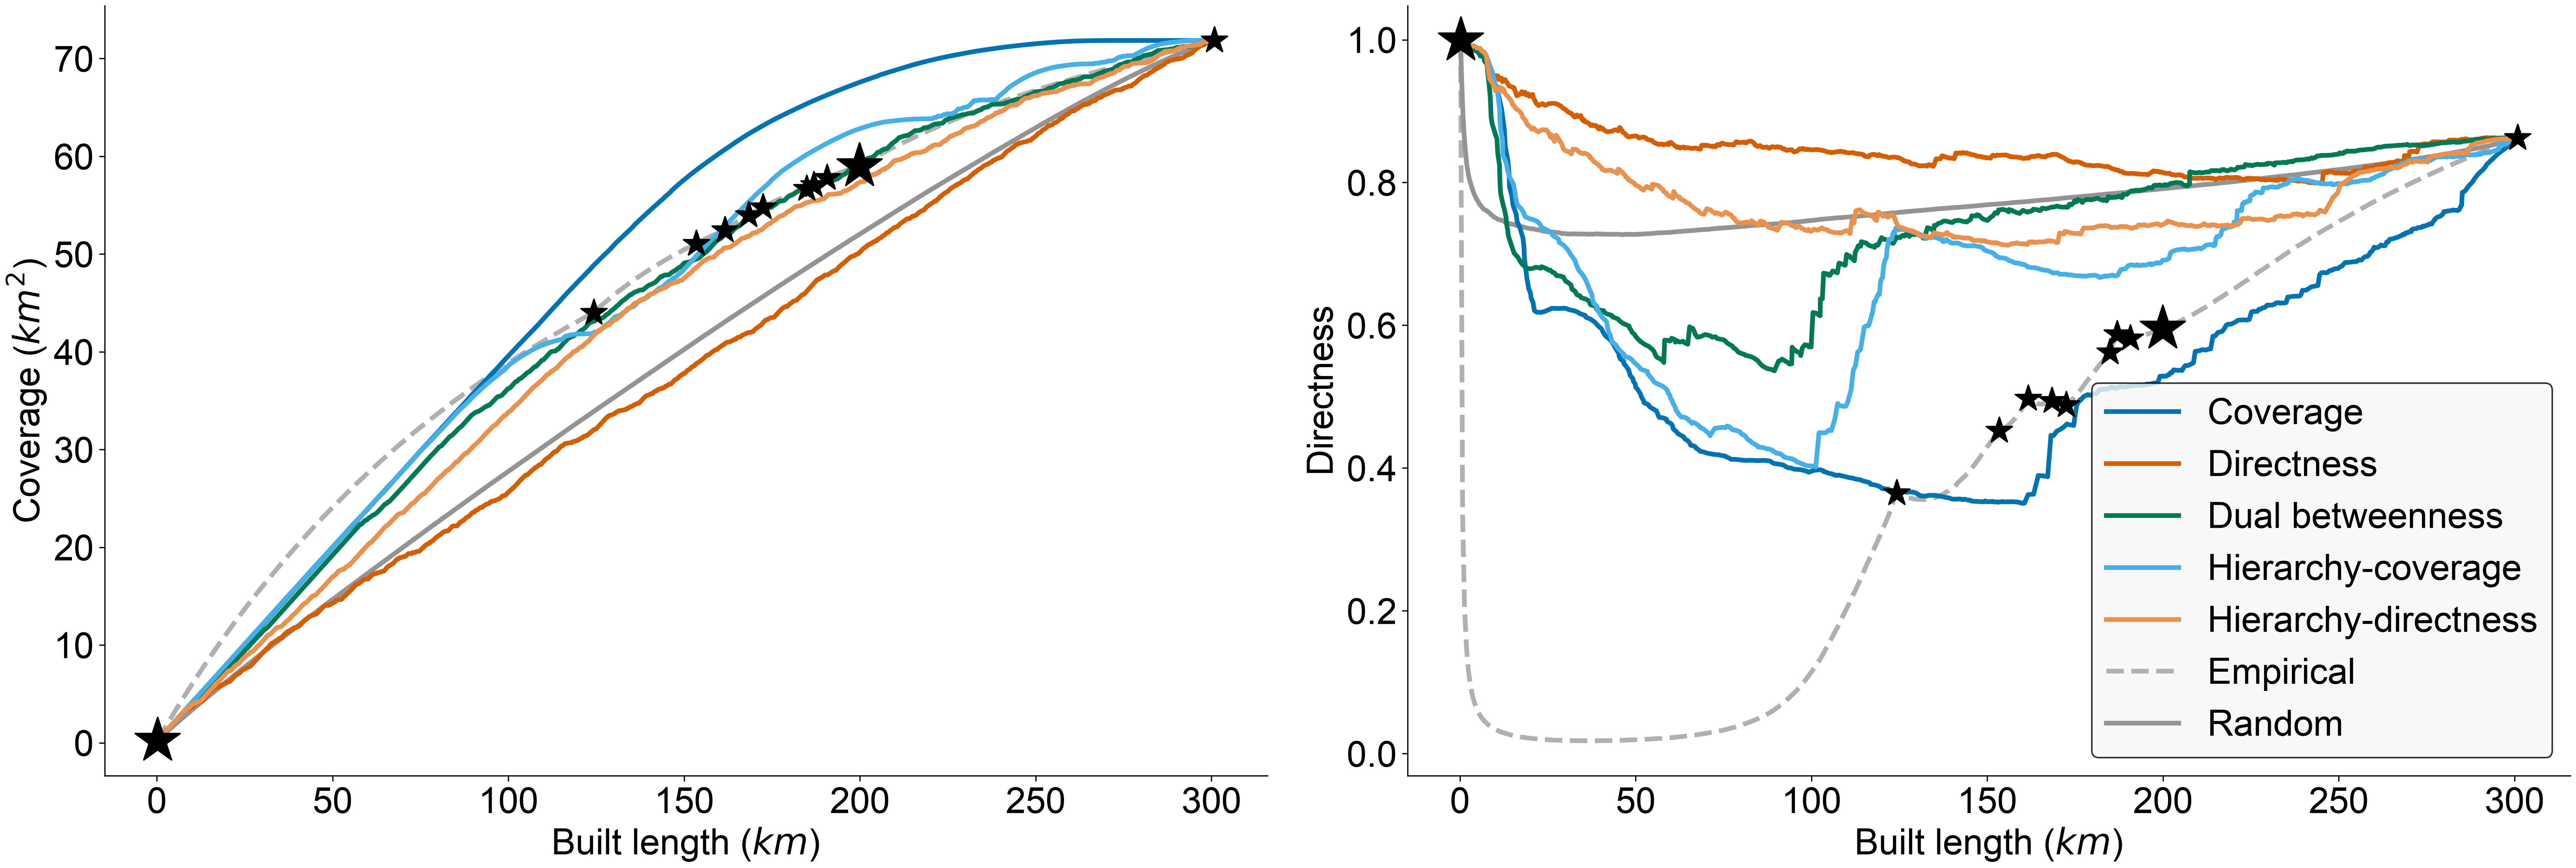 70
60
50
40
30
20
10
0
Coverage (km²)
0 50 100 150 200 250 300
Built length (km)
1.0
0.8
0.6
0.4
0.2
0.0
Directness
0 50 100 150 200 250 300
Built length (km)
Coverage
Directness
Dual betweenness
Hierarchy-coverage
Hierarchy-directness
Empirical
Random